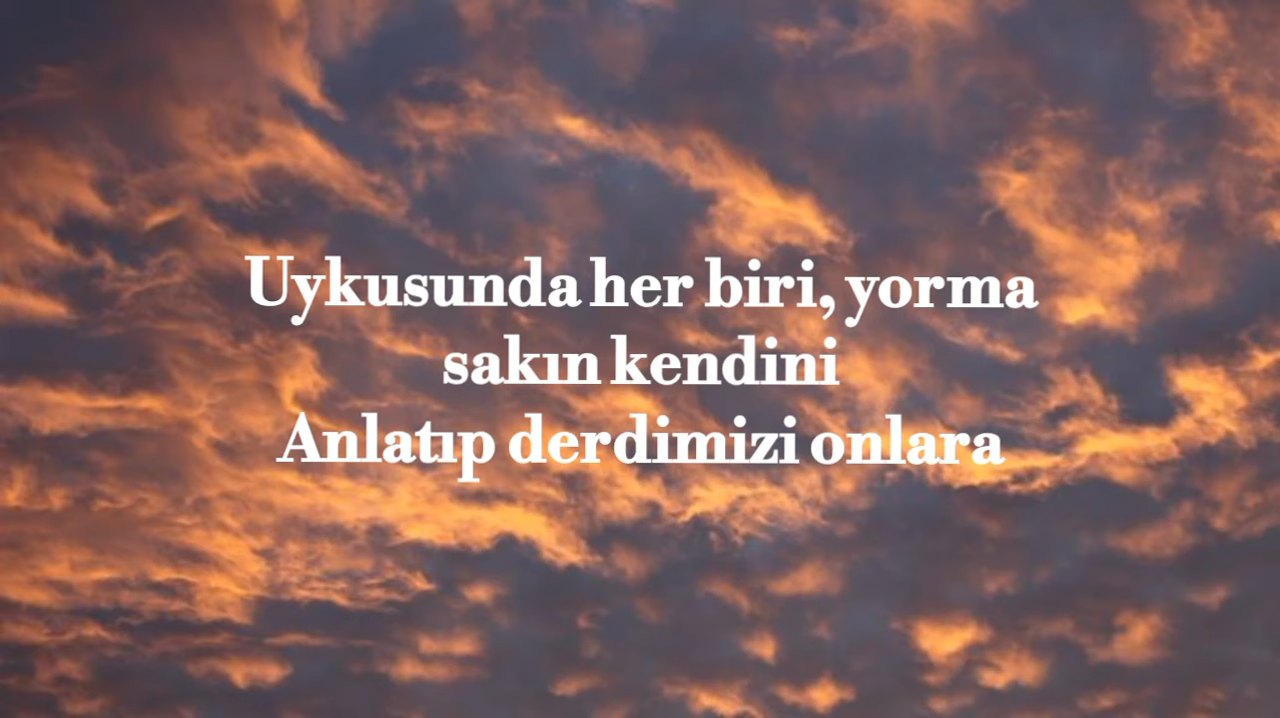 Uykusunda her biri, yorma
sakın kendini
Anlatıp derdimizi onlara